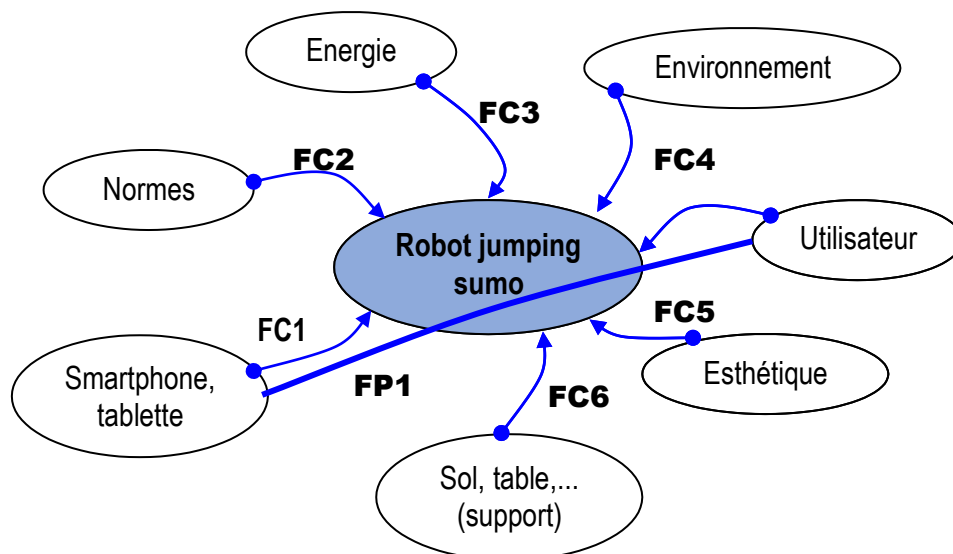 Energie
Environnement
FC3
FC2
FC4
Normes
Utilisateur
Robot jumping
sumo
FC1
FC5
Smartphone,
tablette
FP1
Esthétique
FC6
Sol, table,...
(support)